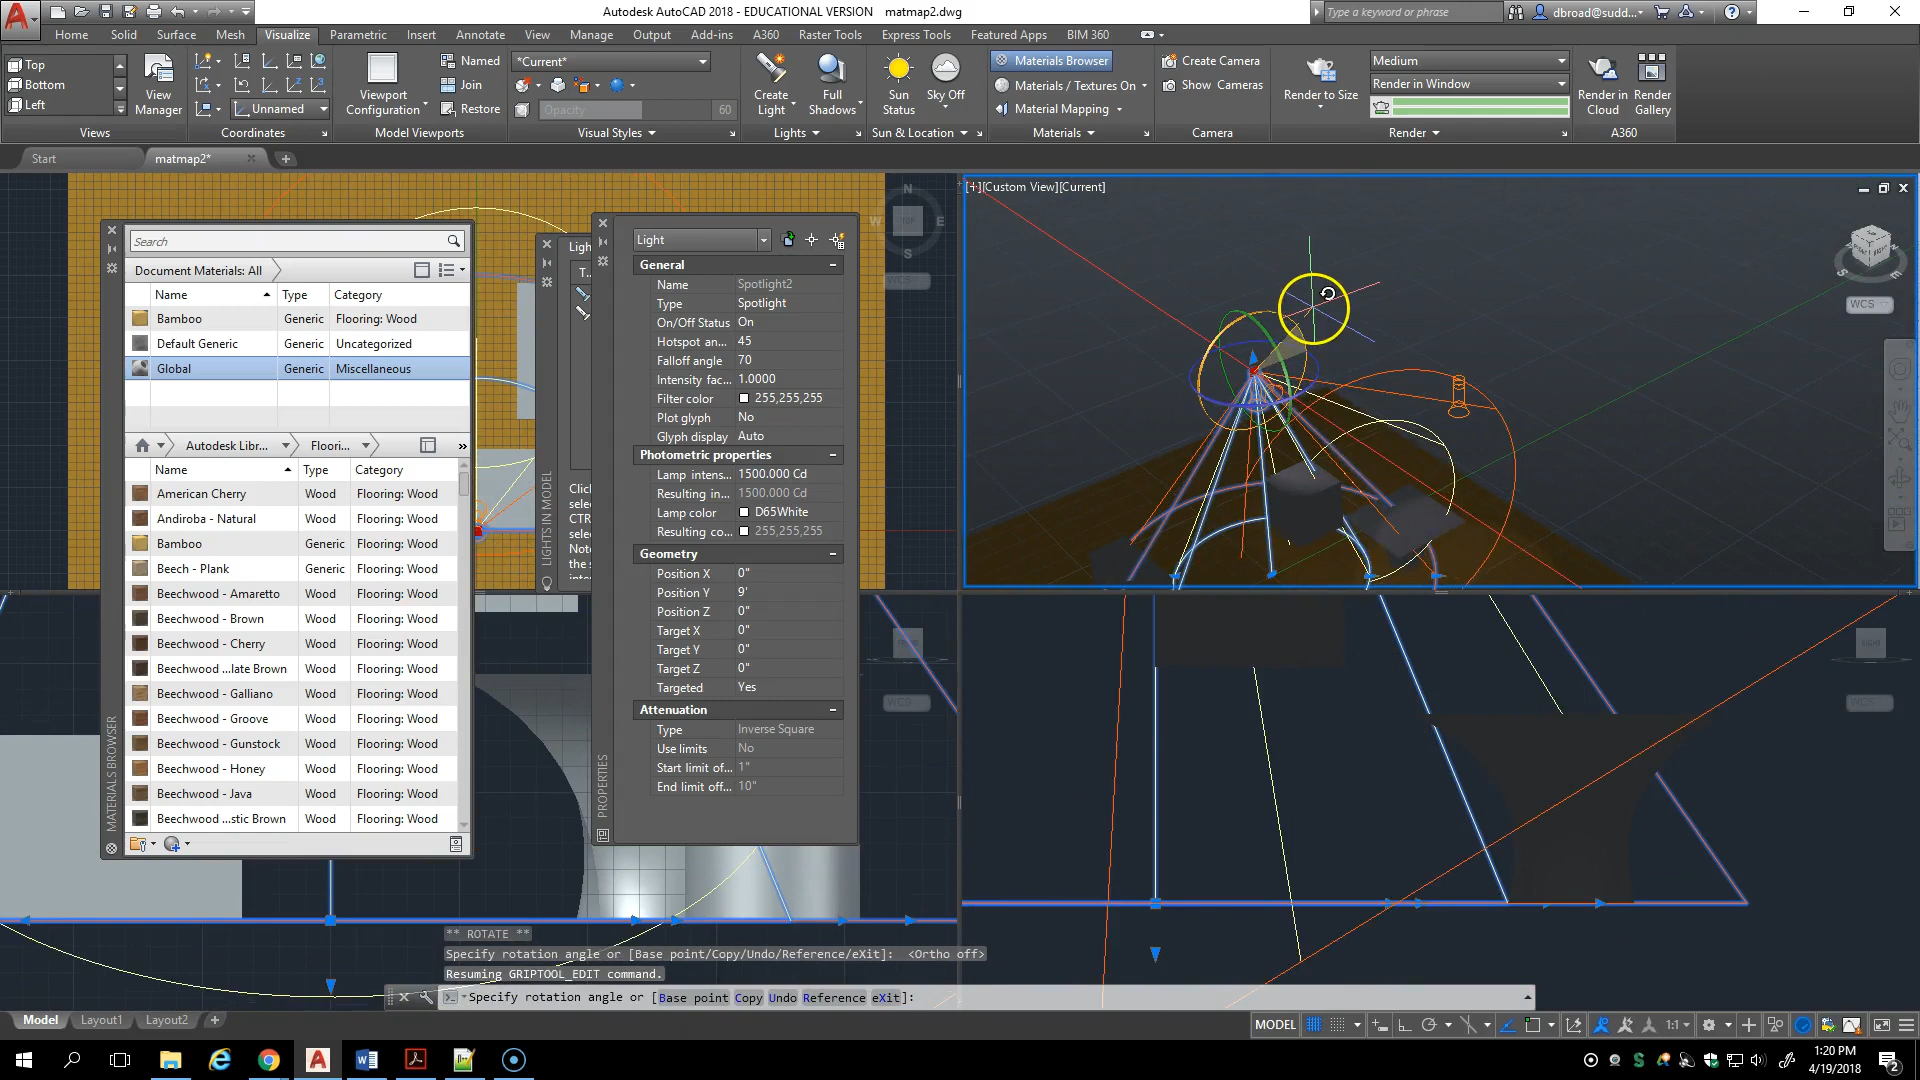 Autodesk AutoCAD 2018 - EDUCATIONAL VERSION matmap2.dwg
Type a keyword or phrase
dbroad@sudd...
Home Solid Surface Mesh Visualize Parametric Insert Annotate View Manage Output Add-ins A360 Raster Tools Express Tools Featured Apps BIM 360
Top
Bottom
Left
View Manager
Views
Unnamed
Coordinates
Viewport Configuration
Named
Join
Restore
Model Viewports
*Current*
Opacity 60
Visual Styles
Create Light
Full Shadows
Lights
Sun Status
Sky Off
Sun & Location
Materials Browser
Materials / Textures On
Material Mapping
Materials
Create Camera
Show Cameras
Camera
Render to Size
Medium
Render in Window
Render
Render in Cloud
Render Gallery
A360
Start matmap2*
[+][Custom View][Current]
N
W TOP E
S
WCS
Search
Document Materials: All
Name Type Category
Bamboo Generic Flooring: Wood
Default Generic Generic Uncategorized
Global Generic Miscellaneous
Autodesk Libr... Floori... »
Name Type Category
American Cherry Wood Flooring: Wood
Andiroba - Natural Wood Flooring: Wood
Bamboo Generic Flooring: Wood
Beech - Plank Generic Flooring: Wood
Beechwood - Amaretto Wood Flooring: Wood
Beechwood - Brown Wood Flooring: Wood
Beechwood - Cherry Wood Flooring: Wood
Beechwood ...late Brown Wood Flooring: Wood
Beechwood - Galliano Wood Flooring: Wood
Beechwood - Groove Wood Flooring: Wood
Beechwood - Gunstock Wood Flooring: Wood
Beechwood - Honey Wood Flooring: Wood
Beechwood - Java Wood Flooring: Wood
Beechwood ...stic Brown Wood Flooring: Wood
MATERIALS BROWSER
Ligh
T...
Click
selec
CTR
selec
Note
the s
LIGHTS IN MODEL
Light
General
Name Spotlight2
Type Spotlight
On/Off Status On
Hotspot an... 45
Falloff angle 70
Intensity fac... 1.0000
Filter color 255,255,255
Plot glyph No
Glyph display Auto
Photometric properties
Lamp intens... 1500.000 Cd
Resulting in... 1500.000 Cd
Lamp color D65White
Resulting co... 255,255,255
Geometry
Position X 0"
Position Y 9'
Position Z 0"
Target X 0"
Target Y 0"
Target Z 0"
Targeted Yes
Attenuation
Type Inverse Square
Use limits No
Start limit of... 1"
End limit off... 10"
PROPERTIES
WCS
RIGHT
** ROTATE **
Specify rotation angle or [Base point/Copy/Undo/Reference/eXit]: <Ortho off>
Resuming GRIPTOOL_EDIT command.
Specify rotation angle or [Base point Copy Undo Reference eXit]:
Model Layout1 Layout2
MODEL 1:1
1:20 PM
4/19/2018
2